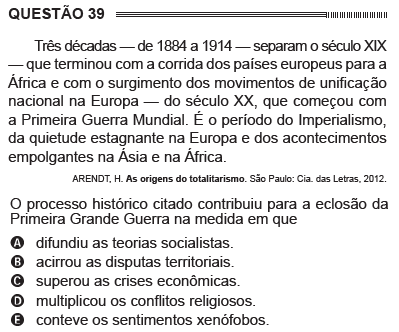 QUESTÃO 39
Três décadas — de 1884 a 1914 — separam o século XIX
— que terminou com a corrida dos países europeus para a
África e com o surgimento dos movimentos de unificação
nacional na Europa — do século XX, que começou com
a Primeira Guerra Mundial. É o período do Imperialismo,
da quietude estagnante na Europa e dos acontecimentos
empolgantes na Ásia e na África.
ARENDT, H. As origens do totalitarismo. São Paulo: Cia. das Letras, 2012.
O processo histórico citado contribuiu para a eclosão da
Primeira Grande Guerra na medida em que
A difundiu as teorias socialistas.
B acirrou as disputas territoriais.
C superou as crises econômicas.
D multiplicou os conflitos religiosos.
E conteve os sentimentos xenófobos.